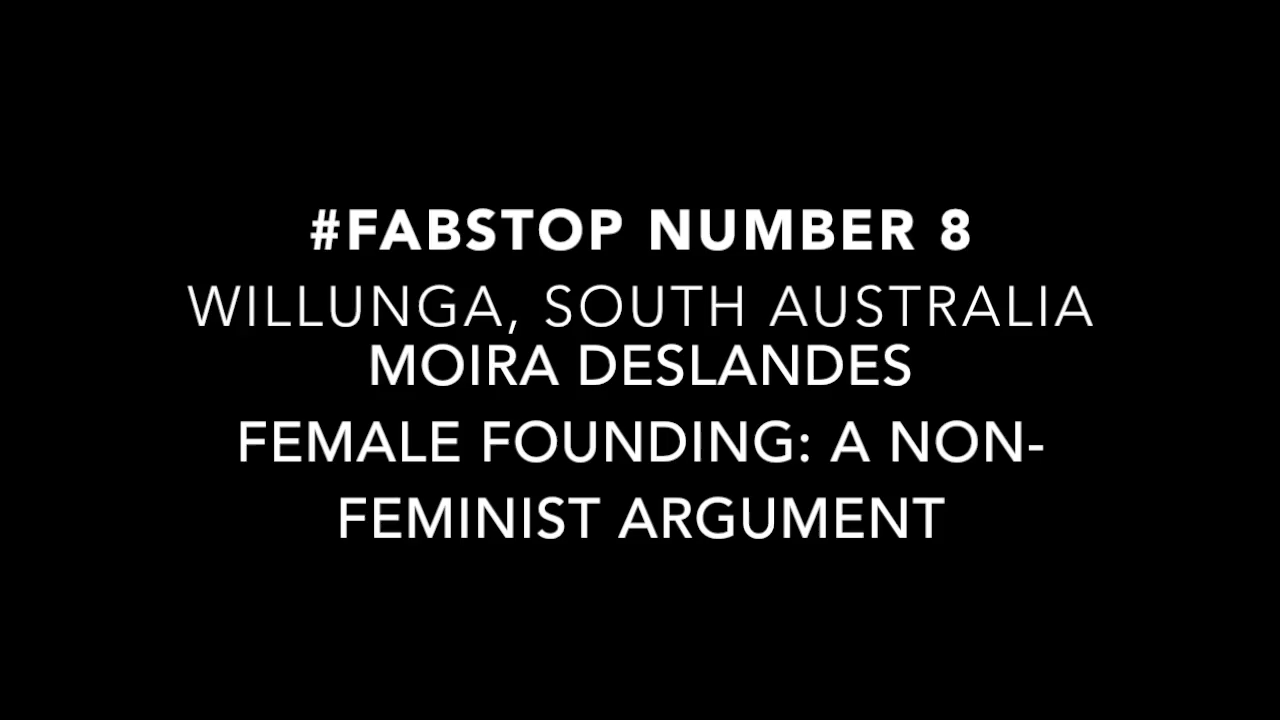 #FABSTOP NUMBER 8
WILLUNGA, SOUTH AUSTRALIA
MOIRA DESLANDES
FEMALE FOUNDING: A NON-
FEMINIST ARGUMENT